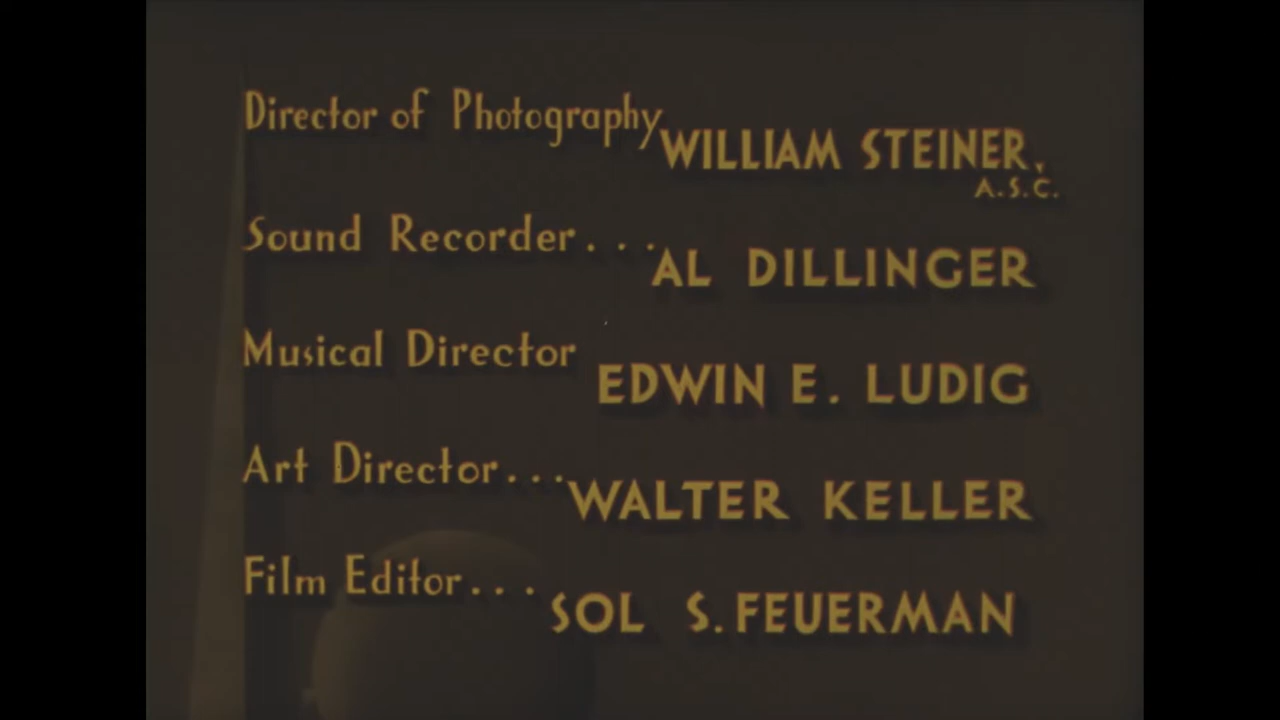 Director of Photography
WILLIAM STEINER,
A.S.C.
Sound Recorder...
AL DILLINGER
Musical Director
EDWIN E. LUDIG
Art Director...
WALTER KELLER
Film Editor...
SOL S. FEUERMAN